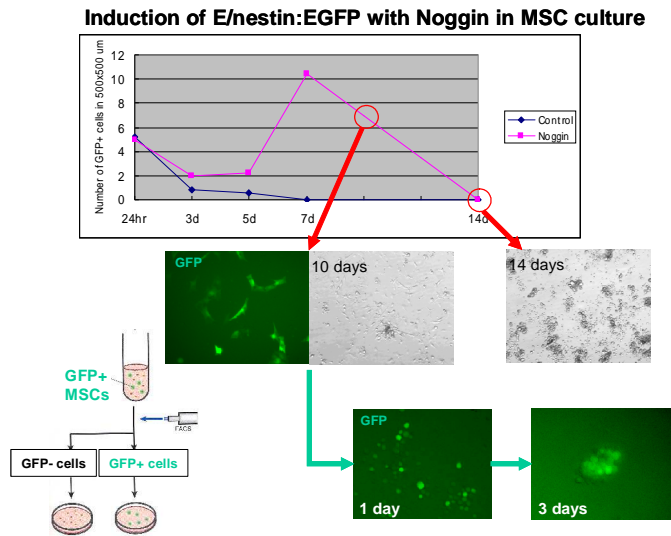 Induction of E/nestin:EGFP with Noggin in MSC culture
Number of fGFP+ cells in 500x500 um
12
10
8
6
4
2
0
24hr 3d 5d 7d 14d
Control
Noggin
GFP
10 days
14 days
GFP+
MSCs
FACS
GFP- cells
GFP+ cells
GFP
1 day
3 days